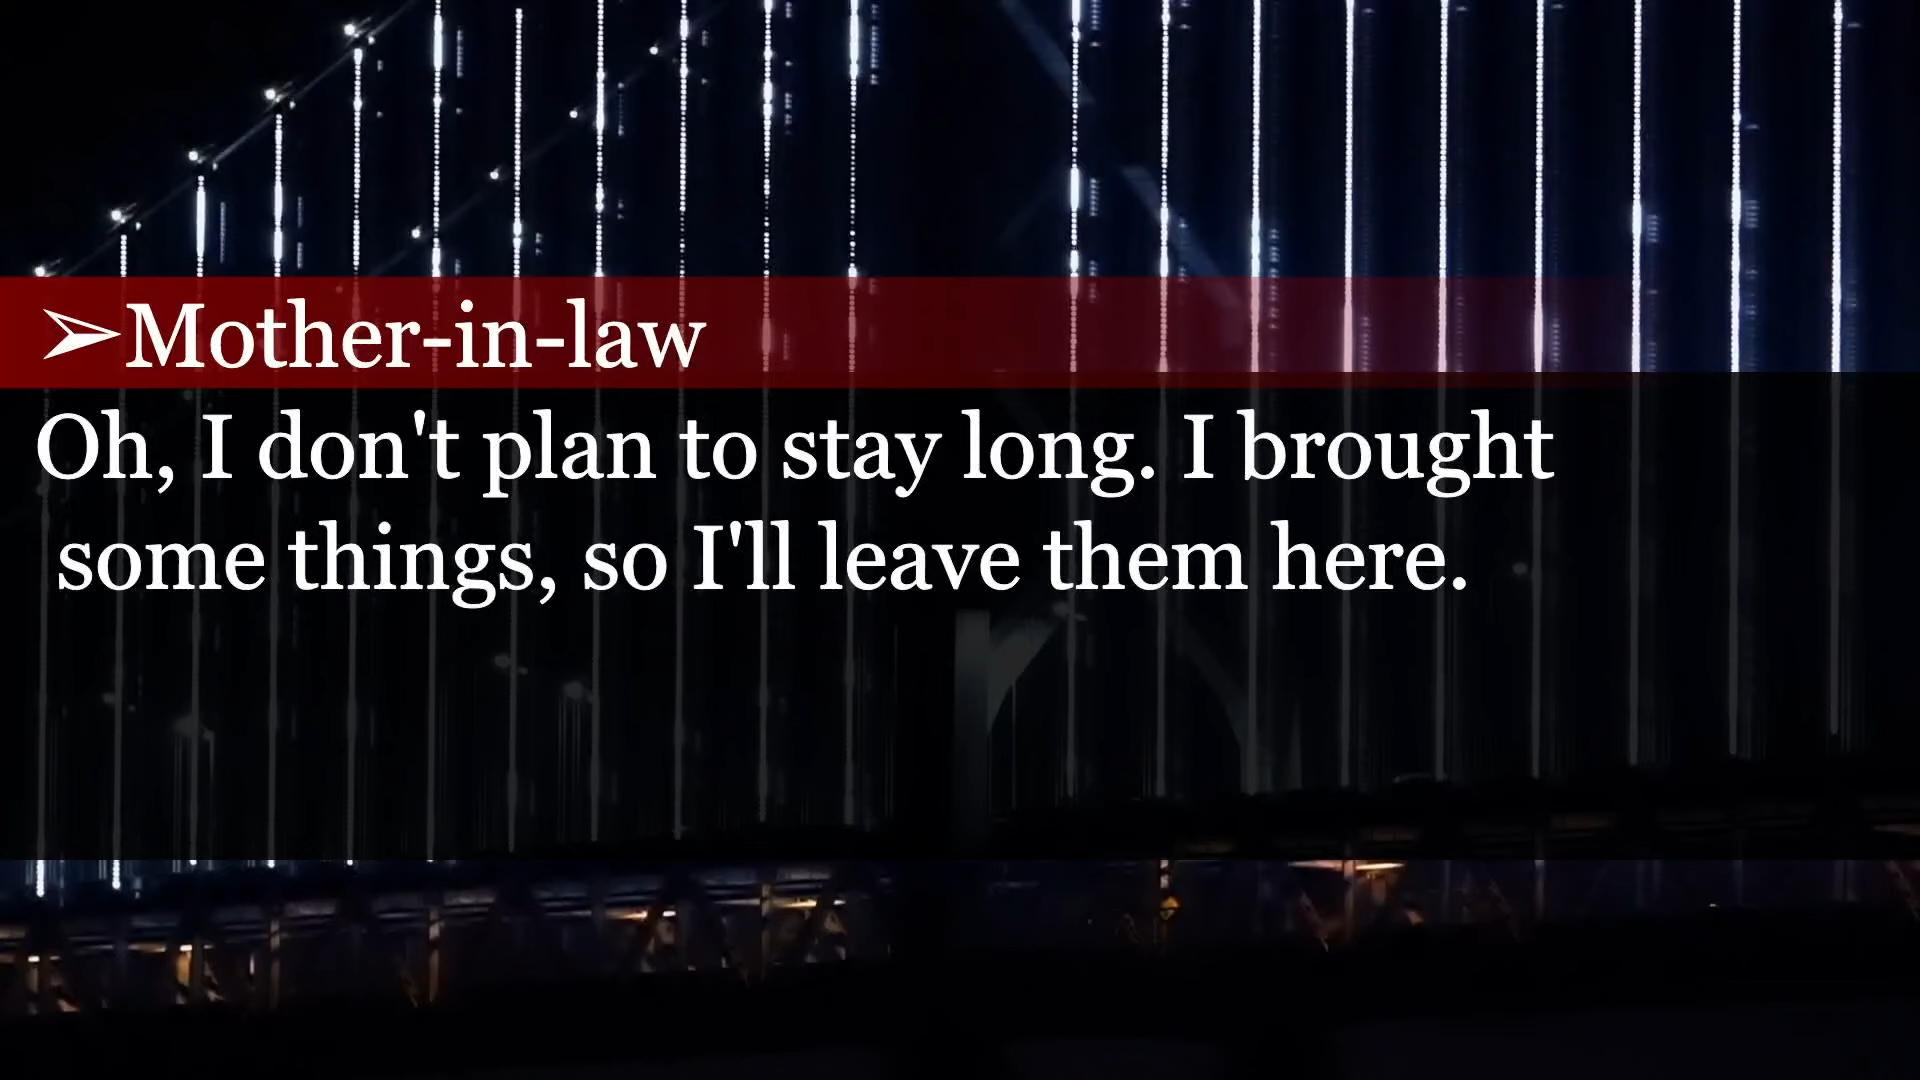 ➢Mother-in-law
Oh, I don't plan to stay long. I brought
some things, so I'll leave them here.